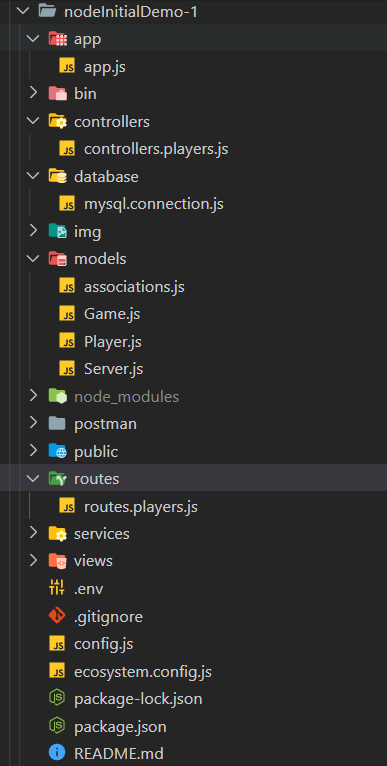 nodeInitialDemo-1
app
JS app.js
bin
controllers
JS controllers.players.js
database
JS mysql.connection.js
img
models
JS associations.js
JS Game.js
JS Player.js
JS Server.js
node_modules
postman
public
routes
JS routes.players.js
services
views
.env
.gitignore
JS config.js
JS ecosystem.config.js
JS package-lock.json
JS package.json
README.md